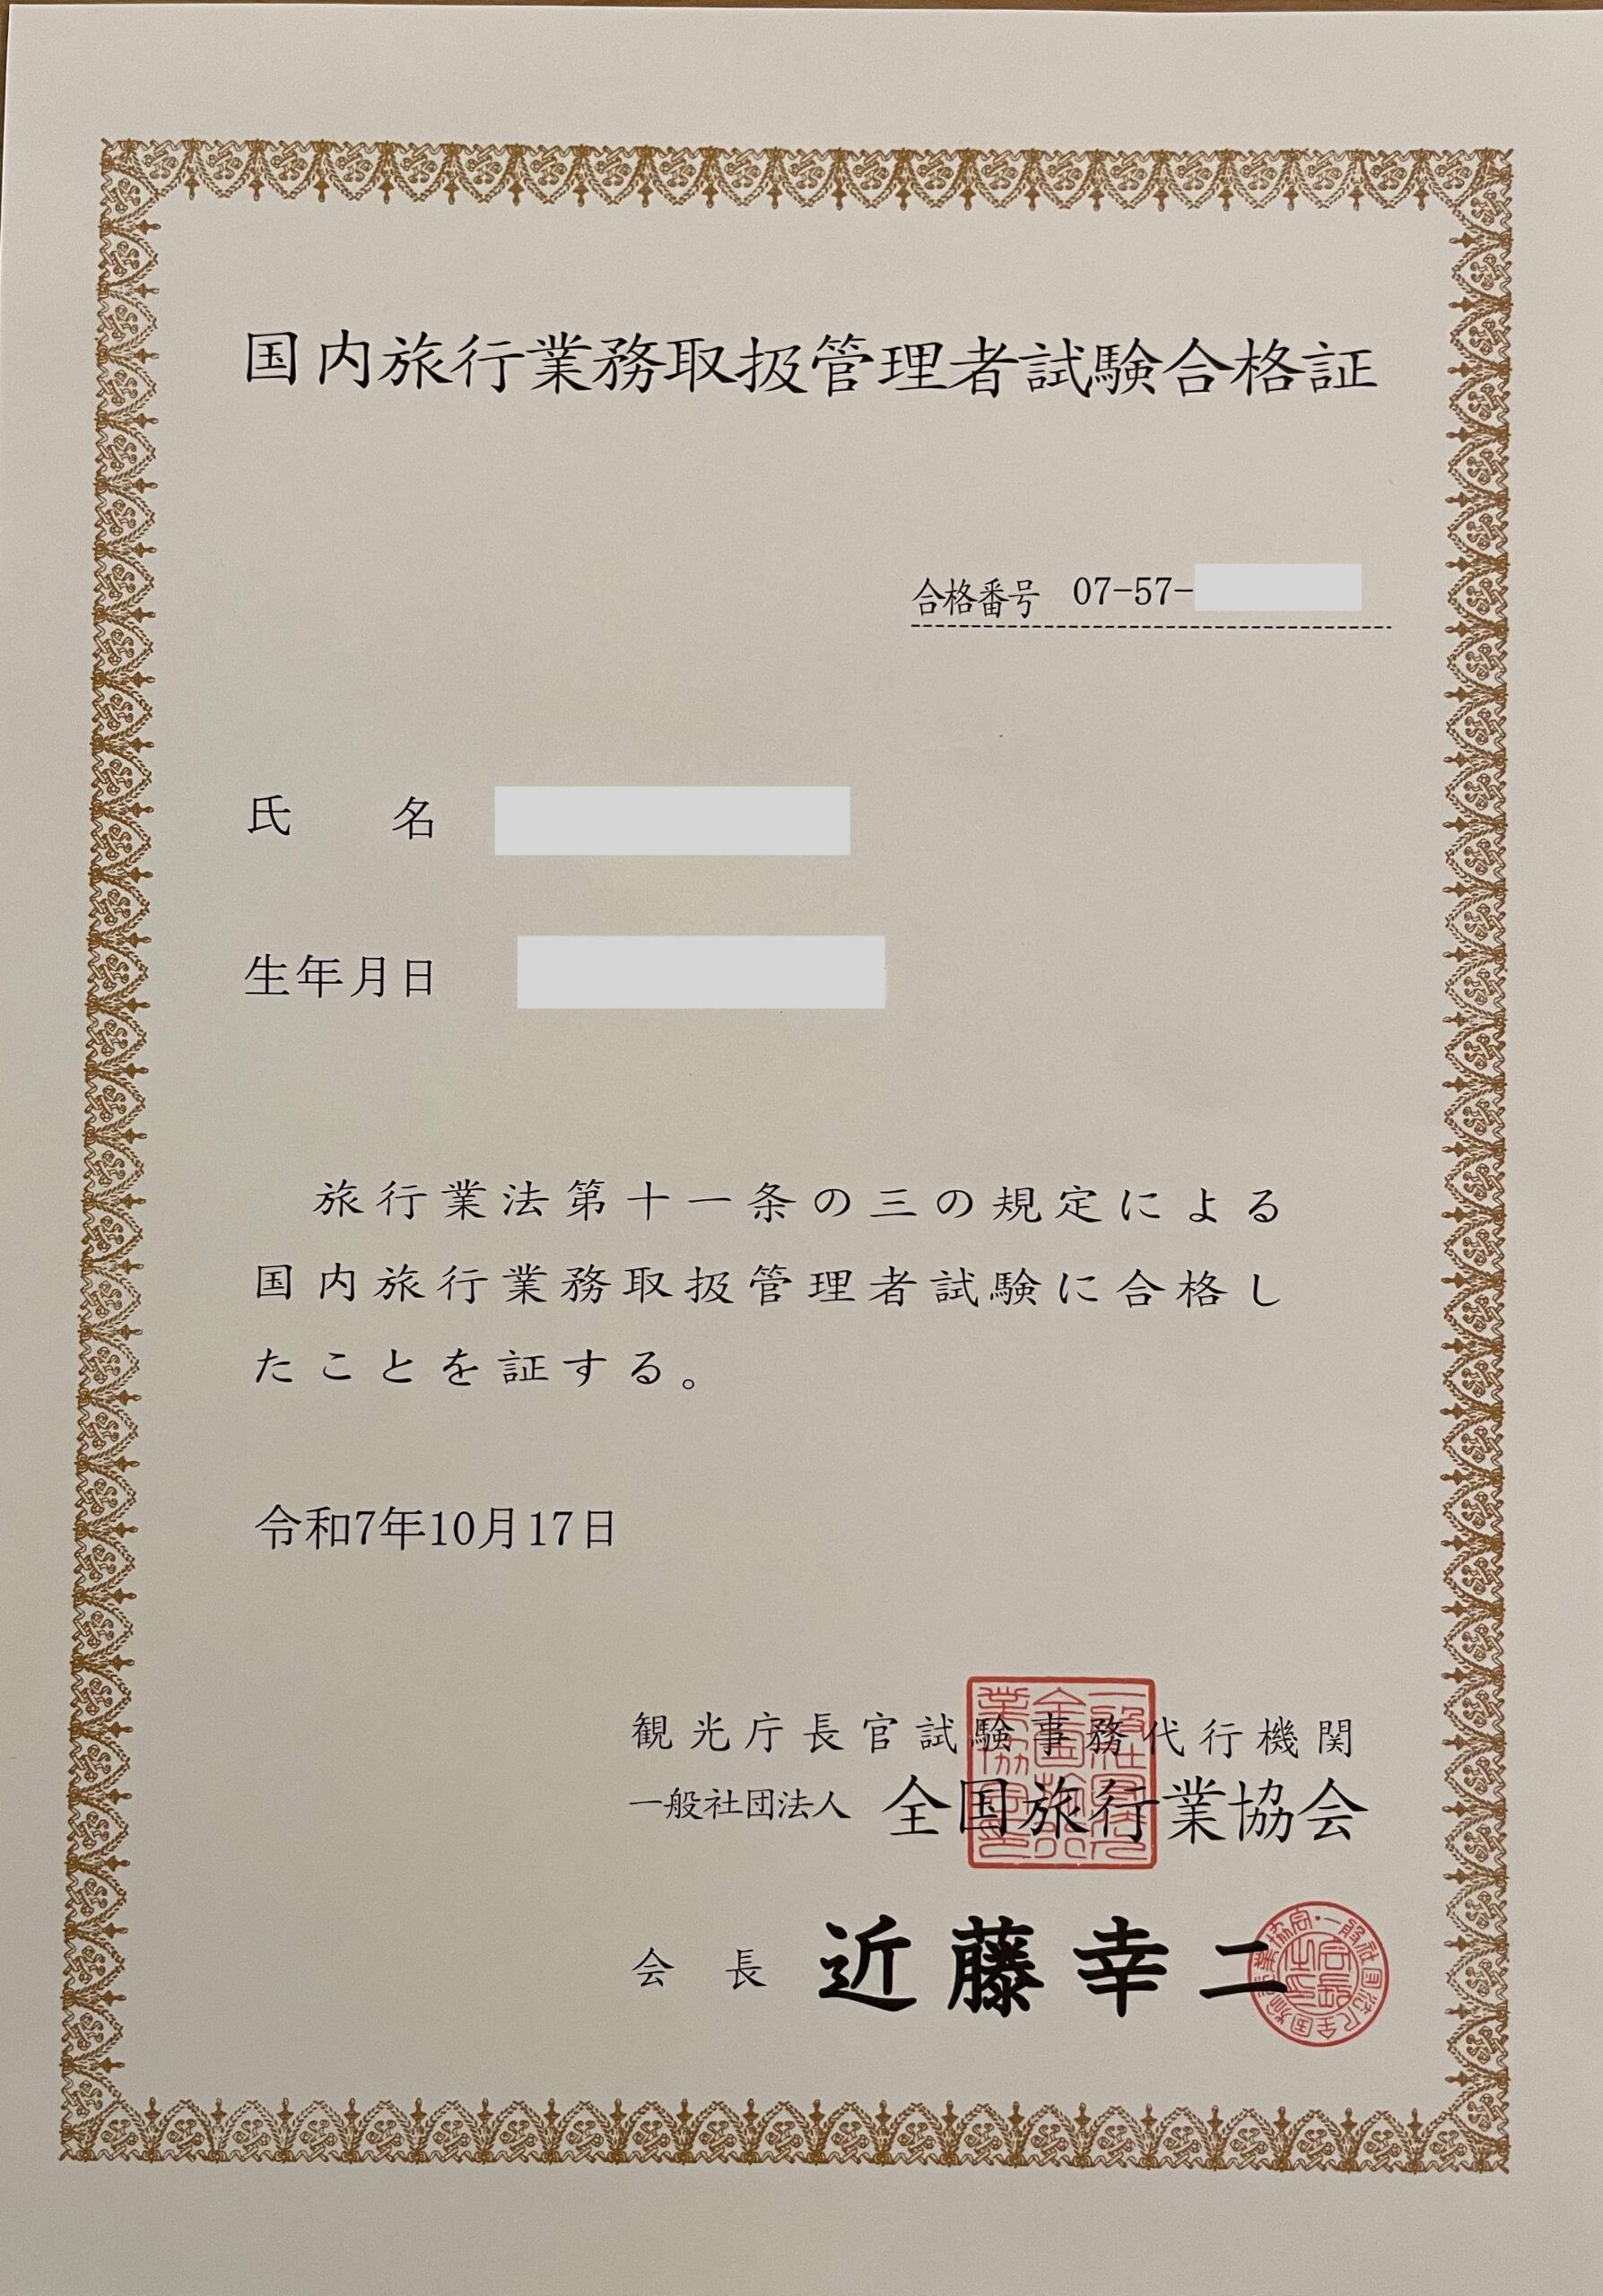 国内旅行業務取扱管理者試験合格証
合格番号 07-57-
氏 名
生年月日
旅行業法第十一条の三の規定による
国内旅行業務取扱管理者試験に合格し
たことを証する。
令和7年10月17日
観光庁長官試験事務代行機関
一般社団法人 全国旅行業協会
会 長 近藤幸二